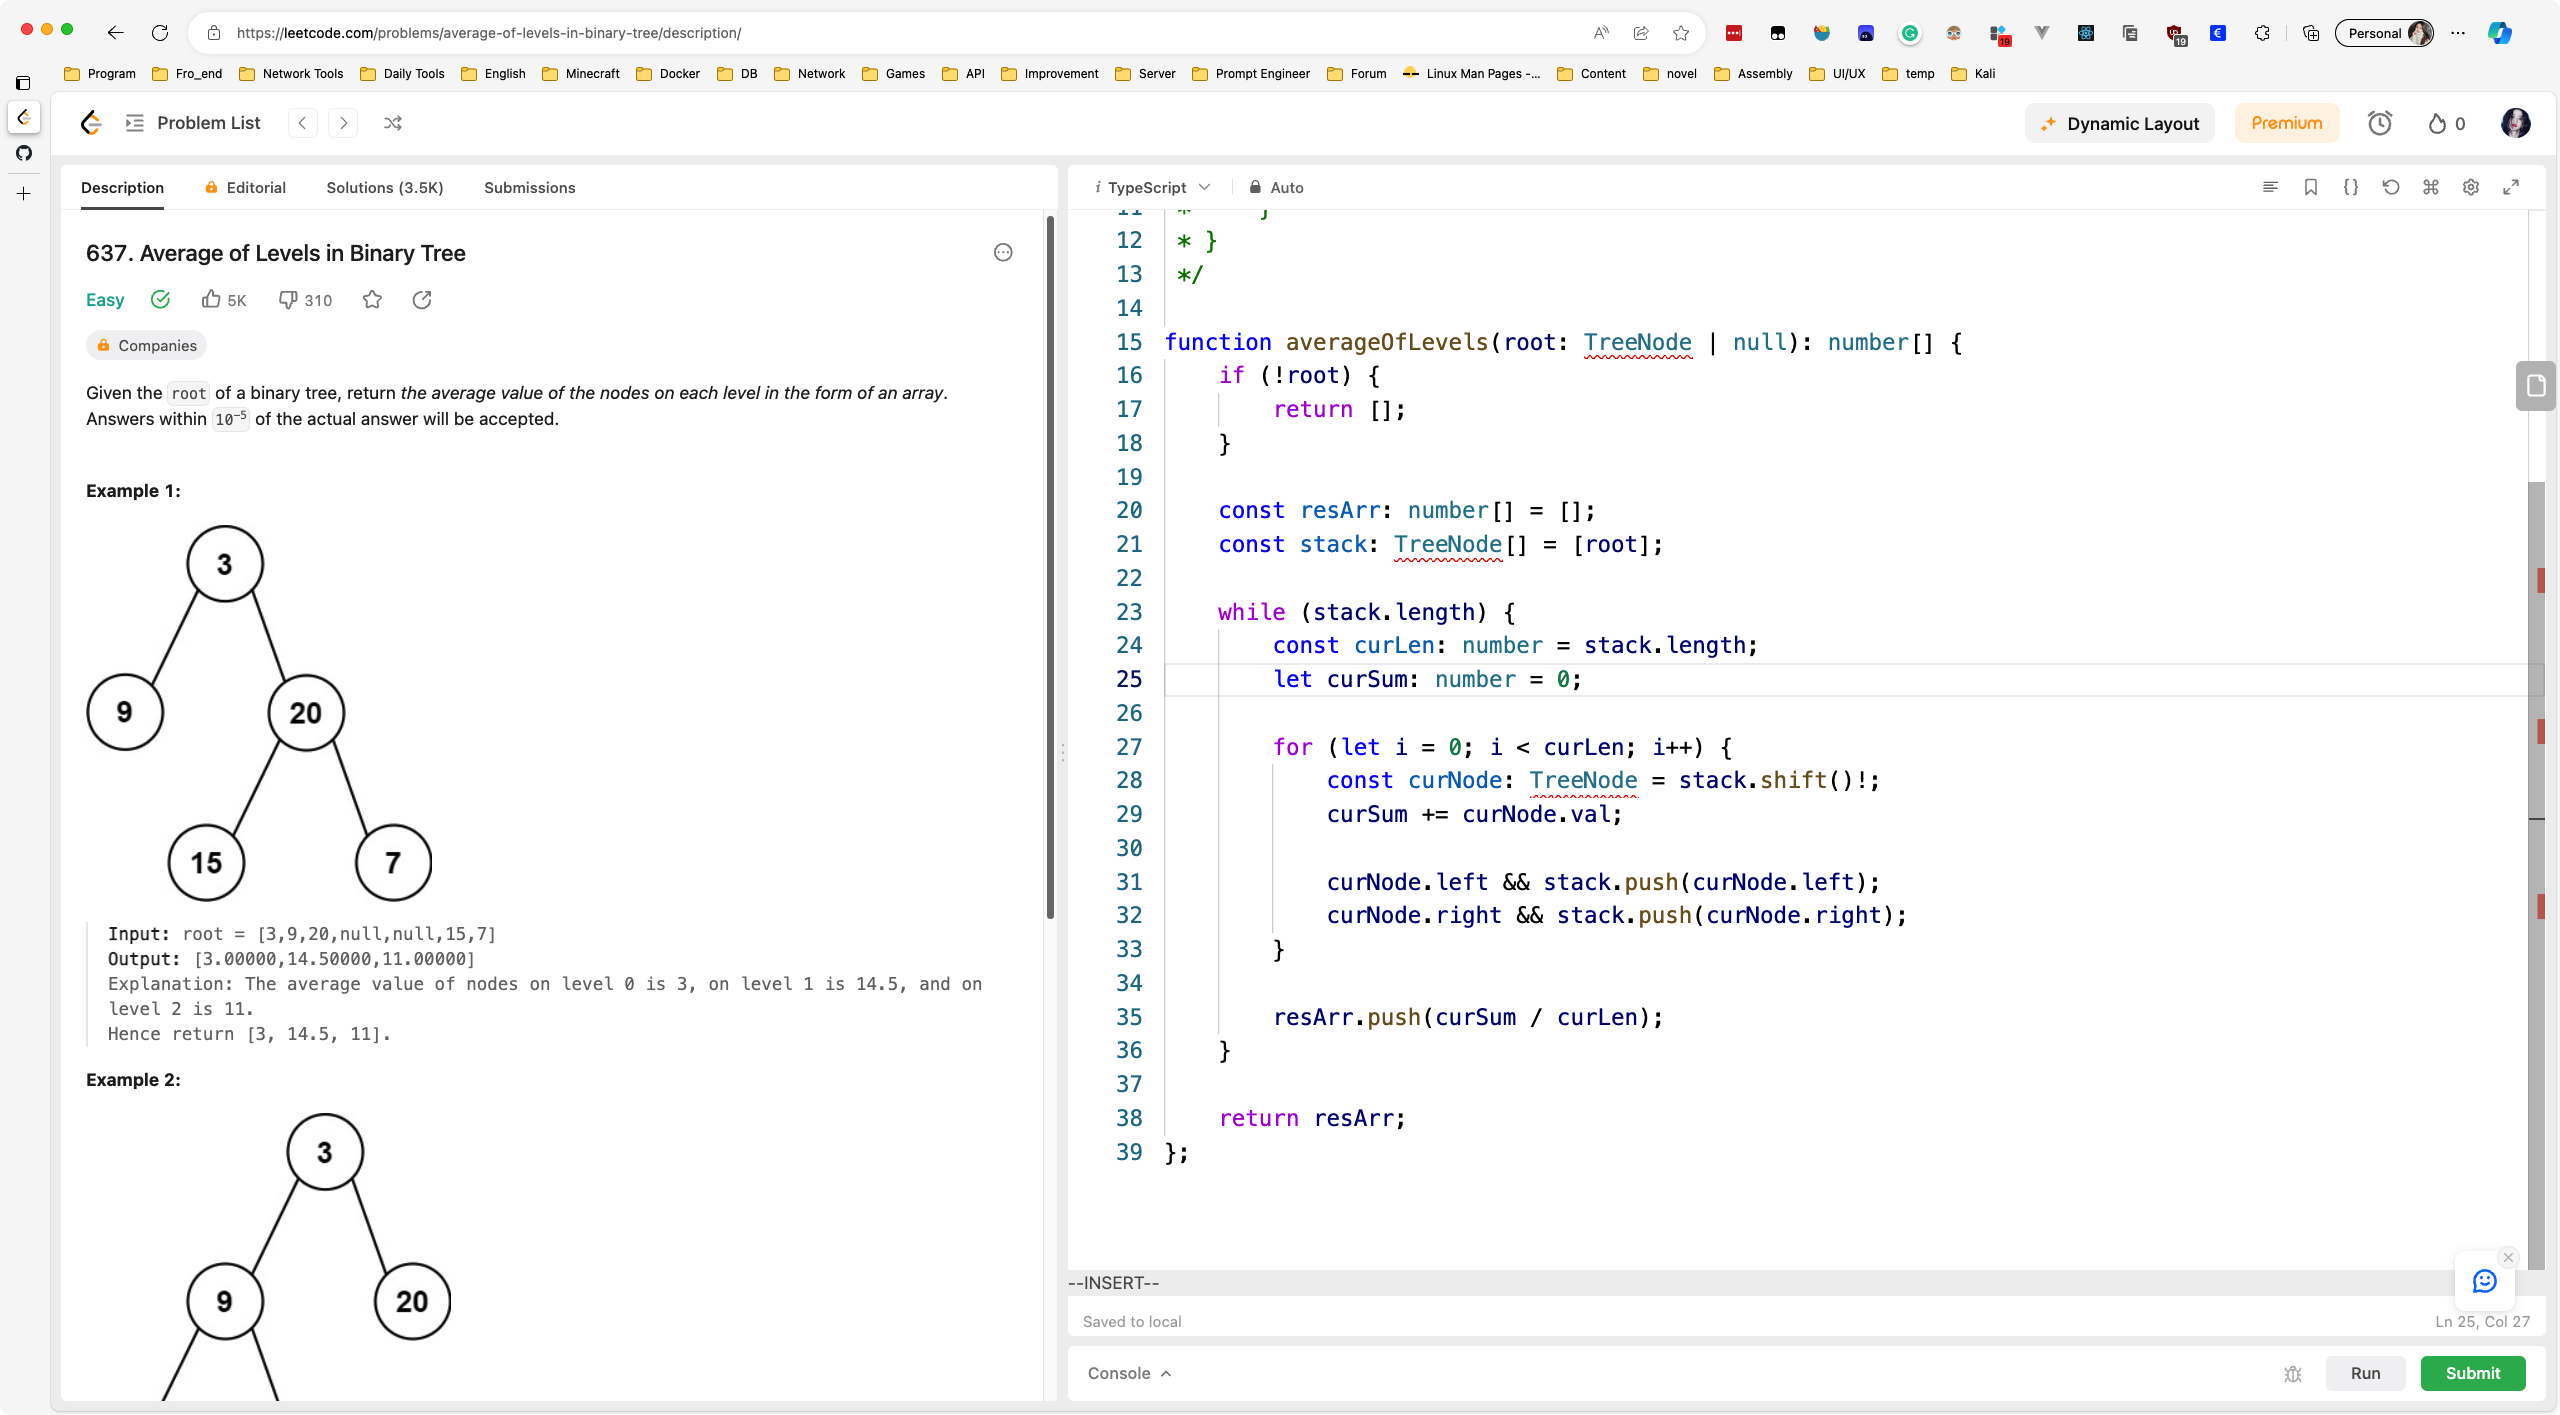 https://leetcode.com/problems/average-of-levels-in-binary-tree/description/
Personal
Program Fro_end Network Tools Daily Tools English Minecraft Docker DB Network Games API Improvement Server Prompt Engineer Forum Linux Man Pages -... Content novel Assembly UI/UX temp Kali
Problem List
Dynamic Layout
Premium
0
Description Editorial Solutions (3.5K) Submissions
637. Average of Levels in Binary Tree
Easy 5K 310
Companies
Given the root of a binary tree, return the average value of the nodes on each level in the form of an array.
Answers within 10⁻⁵ of the actual answer will be accepted.
Example 1:
3
9 20
15 7
Input: root = [3,9,20,null,null,15,7]
Output: [3.00000,14.50000,11.00000]
Explanation: The average value of nodes on level 0 is 3, on level 1 is 14.5, and on
level 2 is 11.
Hence return [3, 14.5, 11].
Example 2:
3
9 20
i TypeScript Auto
11 * }
12 * }
13 */
14
15 function averageOfLevels(root: TreeNode | null): number[] {
16 if (!root) {
17 return [];
18 }
19
20 const resArr: number[] = [];
21 const stack: TreeNode[] = [root];
22
23 while (stack.length) {
24 const curLen: number = stack.length;
25 let curSum: number = 0;
26
27 for (let i = 0; i < curLen; i++) {
28 const curNode: TreeNode = stack.shift()!;
29 curSum += curNode.val;
30
31 curNode.left && stack.push(curNode.left);
32 curNode.right && stack.push(curNode.right);
33 }
34
35 resArr.push(curSum / curLen);
36 }
37
38 return resArr;
39 };
--INSERT--
Saved to local
Ln 25, Col 27
Console
Run
Submit